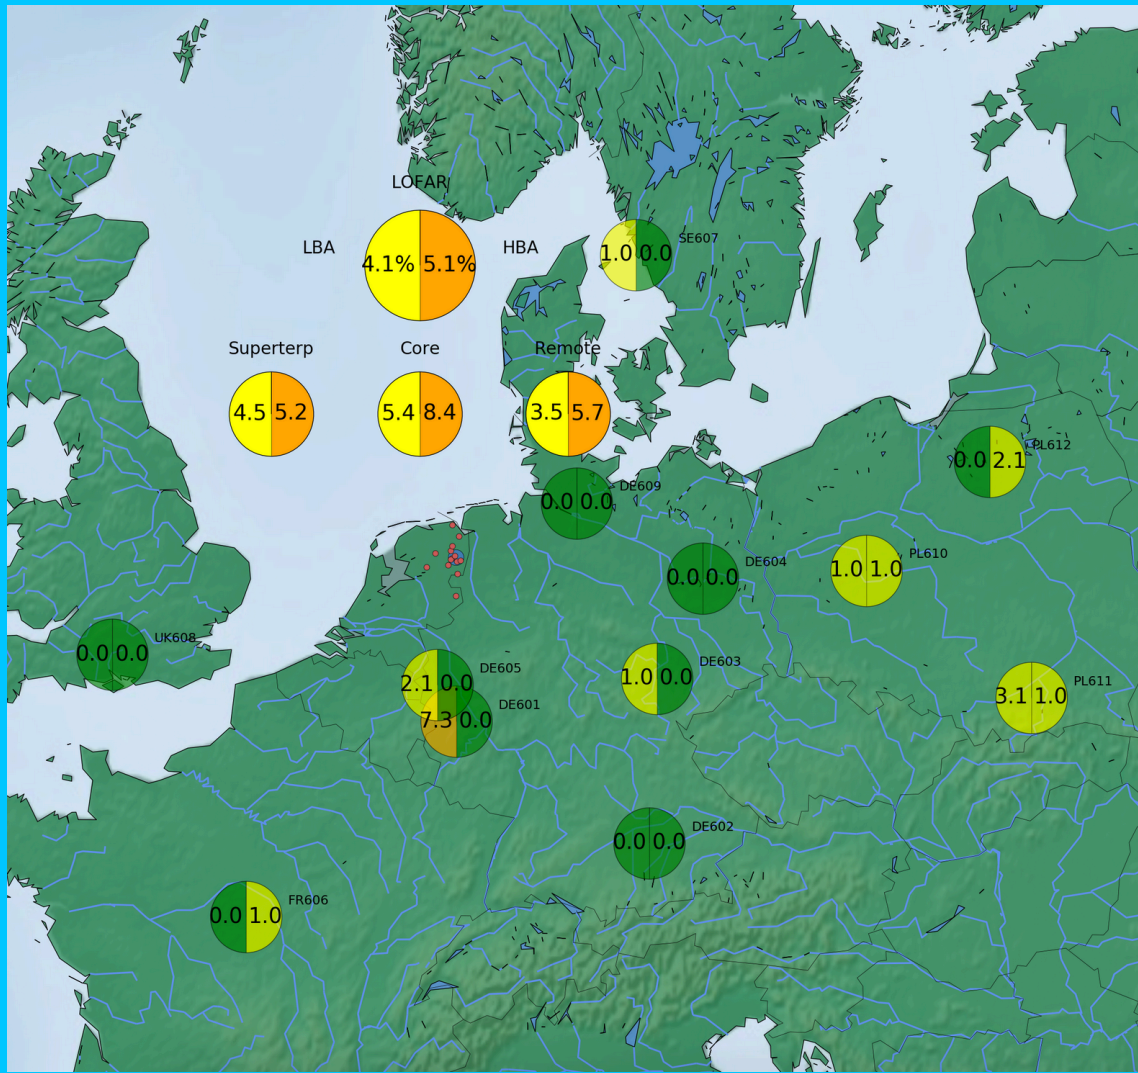 LOFAR
LBA
4.1% 5.1%
HBA
SE607
1.0 0.0
Superterp
Core
Remote
4.5 5.2
5.4 8.4
3.5 5.7
PL612
0.0 2.1
DE609
0.0 0.0
PL610
1.0 1.0
DE604
0.0 0.0
UK608
0.0 0.0
DE605
2.1 0.0
DE603
1.0 0.0
PL611
3.1 1.0
DE601
7.3 0.0
DE602
0.0 0.0
FR606
0.0 1.0